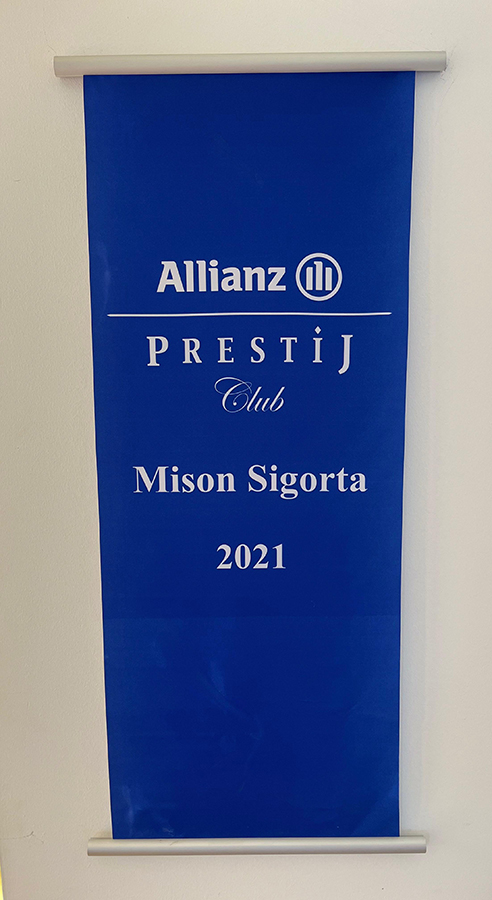 Allianz
PRESTİJ
Club
Mison Sigorta
2021